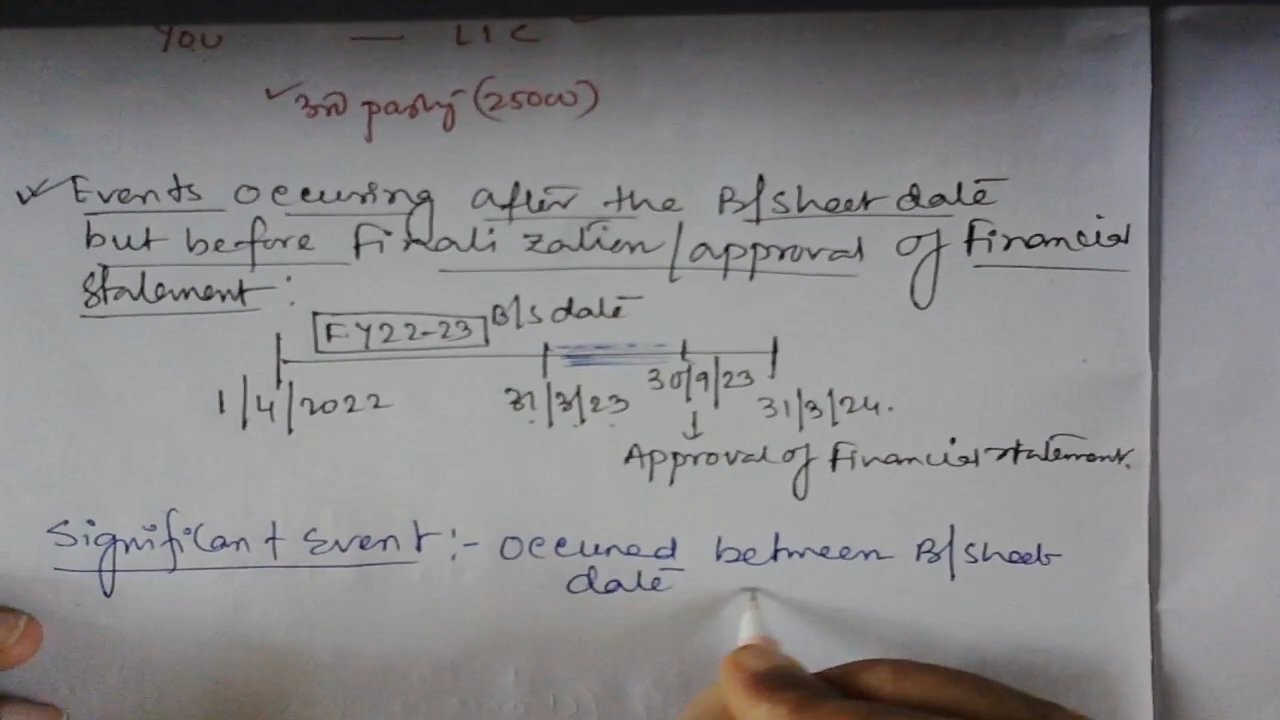 YOU — LIC
✓ 3rd party (25000)
✓ Events occuring after the B/sheet date
but before finalization/approval of financial
statement:
F.Y 22-23 B/s date
1/4/2022 31/3/23 30/9/23 31/3/24.
↓
Approval of financial statement.
Significant Event :- Occured between B/sheet
date